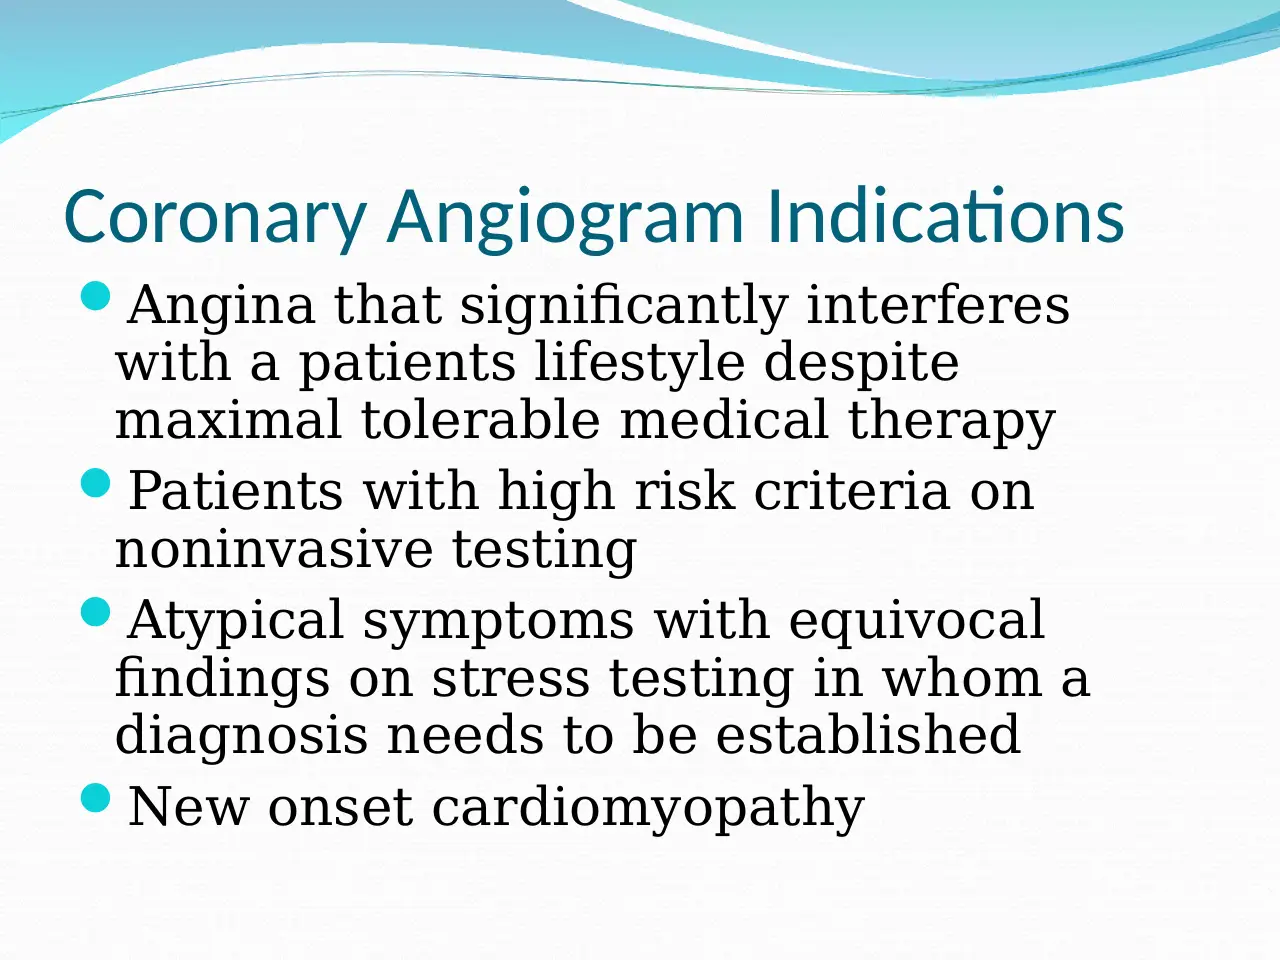 Coronary Angiogram Indications
Angina that significantly interferes
with a patients lifestyle despite
maximal tolerable medical therapy
Patients with high risk criteria on
noninvasive testing
Atypical symptoms with equivocal
findings on stress testing in whom a
diagnosis needs to be established
New onset cardiomyopathy